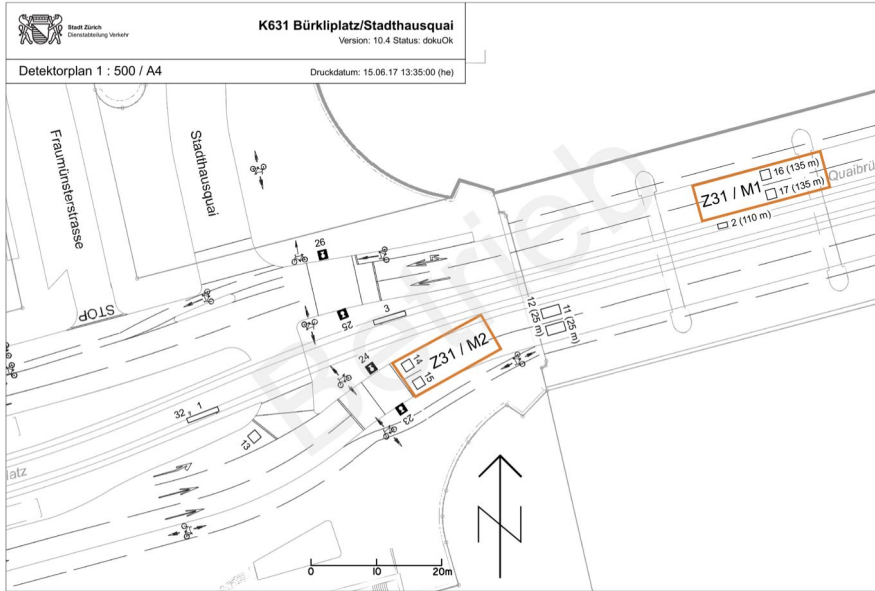 Stadt Zürich
Dienstabteilung Verkehr
K631 Bürkliplatz/Stadthausquai
Version: 10.4 Status: dokuOk
Detektorplan 1 : 500 / A4
Druckdatum: 15.06.17 13:35:00 (he)
Fraumünsterstrasse
Stadthausquai
STOP
Betrieb
Z31 / M1
16 (135 m)
17 (135 m)
Quaibrü
2 (110 m)
26
25
3
12 (25 m)
11 (25 m)
24
14
15
Z31 / M2
23
32
1
13
latz
N
0
10
20m